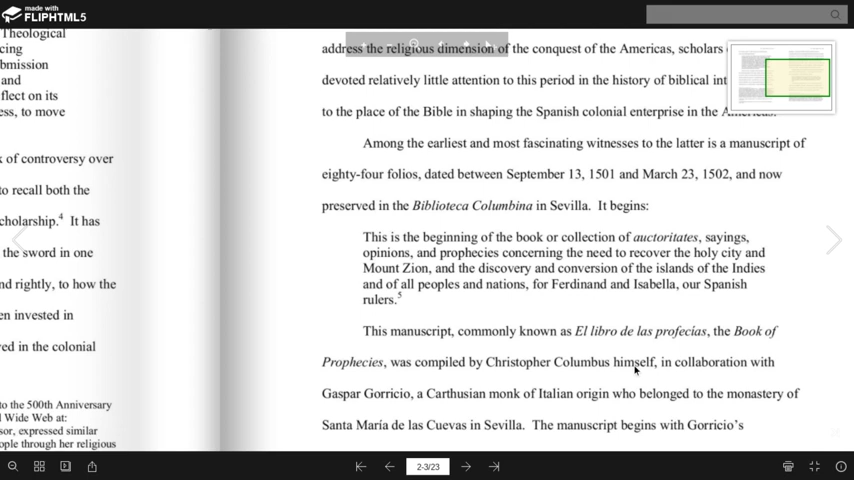 made with
FLIPHTML5
Theological
cing
bmission
and
flect on its
ess, to move
k of controversy over
to recall both the
cholarship.4 It has
the sword in one
nd rightly, to how the
en invested in
ved in the colonial
to the 500th Anniversary
l Wide Web at:
sor, expressed similar
ople through her religious
address the religious dimension of the conquest of the Americas, scholars
devoted relatively little attention to this period in the history of biblical int
to the place of the Bible in shaping the Spanish colonial enterprise in the Americas.
Among the earliest and most fascinating witnesses to the latter is a manuscript of
eighty-four folios, dated between September 13, 1501 and March 23, 1502, and now
preserved in the Biblioteca Columbina in Sevilla. It begins:
This is the beginning of the book or collection of auctoritates, sayings,
opinions, and prophecies concerning the need to recover the holy city and
Mount Zion, and the discovery and conversion of the islands of the Indies
and of all peoples and nations, for Ferdinand and Isabella, our Spanish
rulers.5
This manuscript, commonly known as El libro de las profecías, the Book of
Prophecies, was compiled by Christopher Columbus himself, in collaboration with
Gaspar Gorricio, a Carthusian monk of Italian origin who belonged to the monastery of
Santa María de las Cuevas in Sevilla. The manuscript begins with Gorricio's
2-3/23